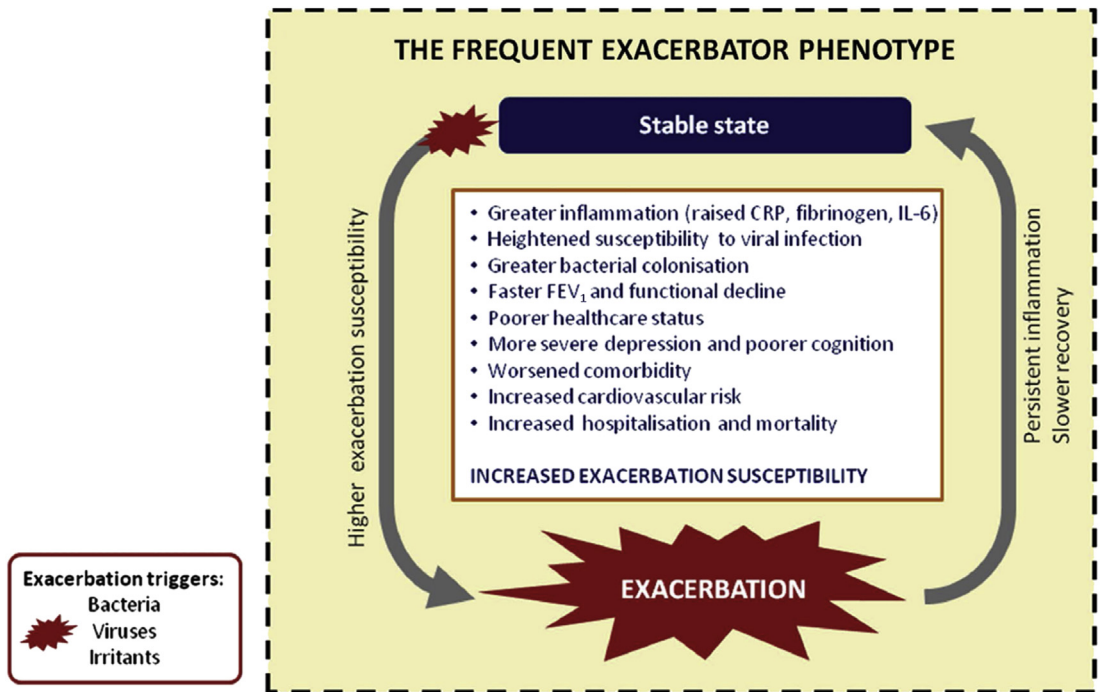 THE FREQUENT EXACERBATOR PHENOTYPE
Stable state
Higher exacerbation susceptibility
• Greater inflammation (raised CRP, fibrinogen, IL-6)
• Heightened susceptibility to viral infection
• Greater bacterial colonisation
• Faster FEV₁ and functional decline
• Poorer healthcare status
• More severe depression and poorer cognition
• Worsened comorbidity
• Increased cardiovascular risk
• Increased hospitalisation and mortality
INCREASED EXACERBATION SUSCEPTIBILITY
Persistent inflammation
Slower recovery
EXACERBATION
Exacerbation triggers:
Bacteria
Viruses
Irritants